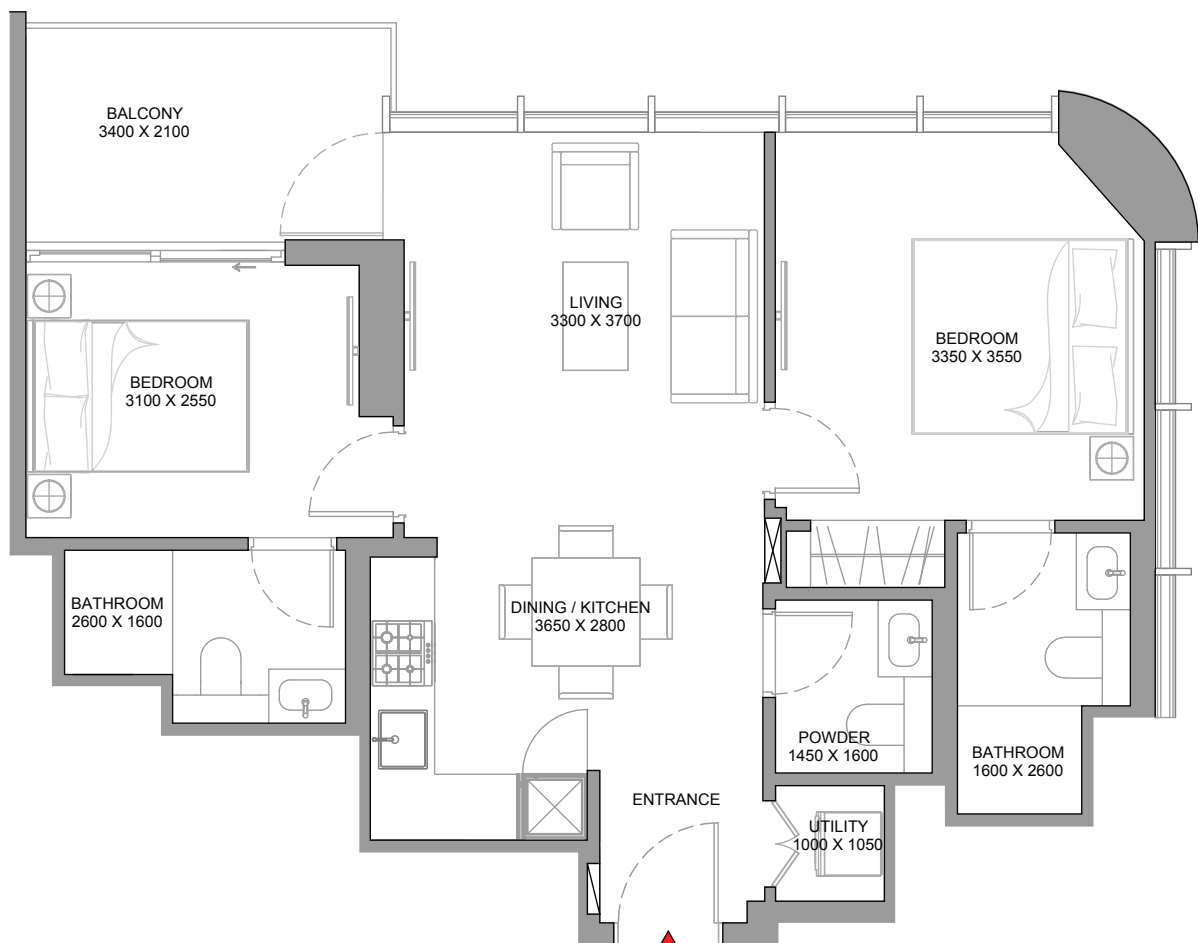 BALCONY
3400 X 2100
LIVING
3300 X 3700
BEDROOM
3350 X 3550
BEDROOM
3100 X 2550
BATHROOM
2600 X 1600
DINING / KITCHEN
3650 X 2800
POWDER
1450 X 1600
BATHROOM
1600 X 2600
ENTRANCE
UTILITY
1000 X 1050